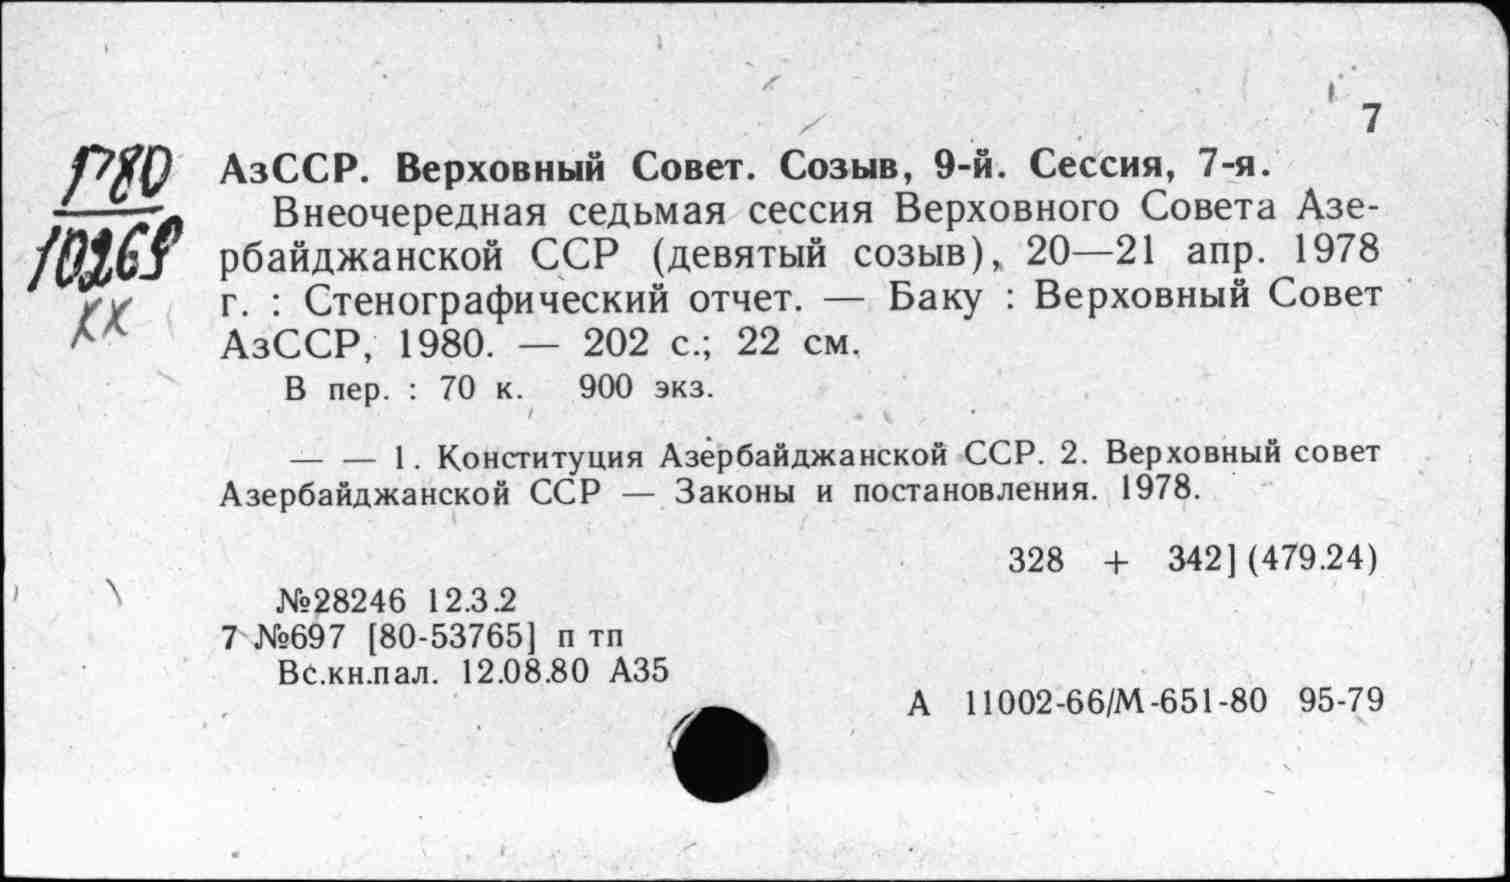 7
АзССР. Верховный Совет. Созыв, 9-й. Сессия, 7-я.
Внеочередная седьмая сессия Верховного Совета Азе-
рбайджанской ССР (девятый созыв), 20—21 апр. 1978
г. : Стенографический отчет. — Баку : Верховный Совет
АзССР, 1980. — 202 с.; 22 см.
В пер. : 70 к. 900 экз.
— — 1. Конституция Азербайджанской ССР. 2. Верховный совет
Азербайджанской ССР — Законы и постановления. 1978.
328 + 342] (479.24)
№28246 12.3.2
7 №697 [80-53765] п тп
Вс.кн.пал. 12.08.80 А35
А 11002-66/М-651-80 95-79
XX